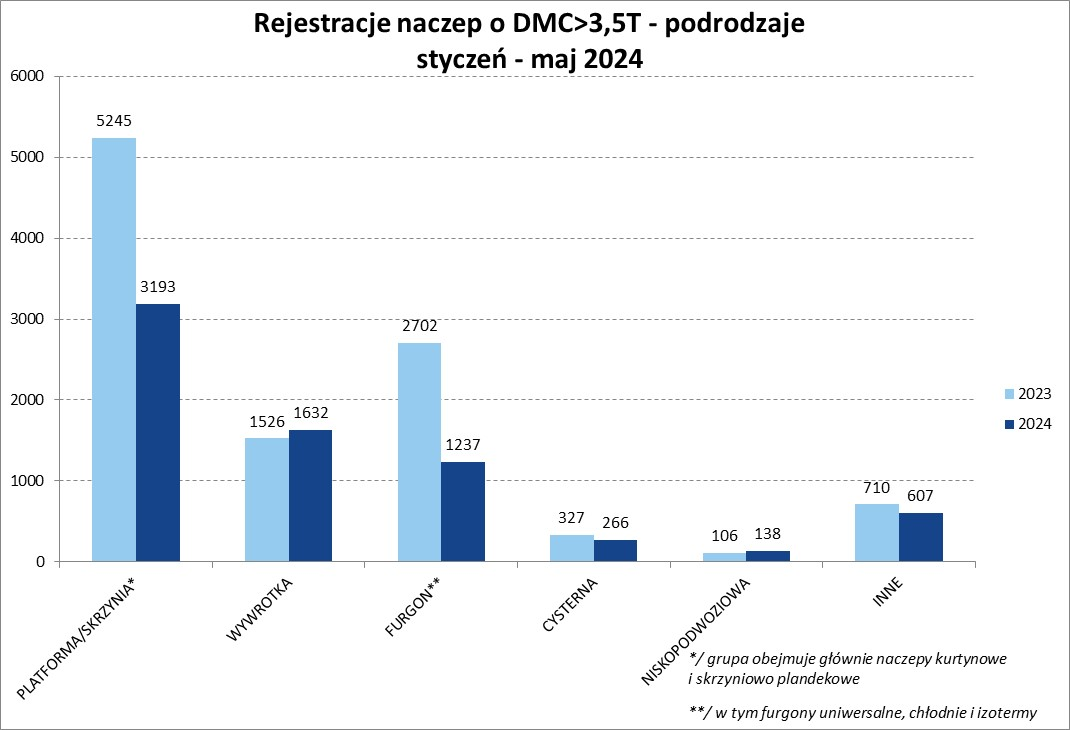 Rejestracje naczep o DMC>3,5T - podrodzaje
styczeń - maj 2024
6000
5000
4000
3000
2000
1000
0
5245
3193
1526
1632
2702
1237
327
266
106
138
710
607
2023
2024
PLATFORMA/SKRZYNIA*
WYWROTKA
FURGON**
CYSTERNA
NISKOPODWOZIOWA
INNE
*/ grupa obejmuje głównie naczepy kurtynowe
i skrzyniowo plandekowe
**/ w tym furgony uniwersalne, chłodnie i izotermy